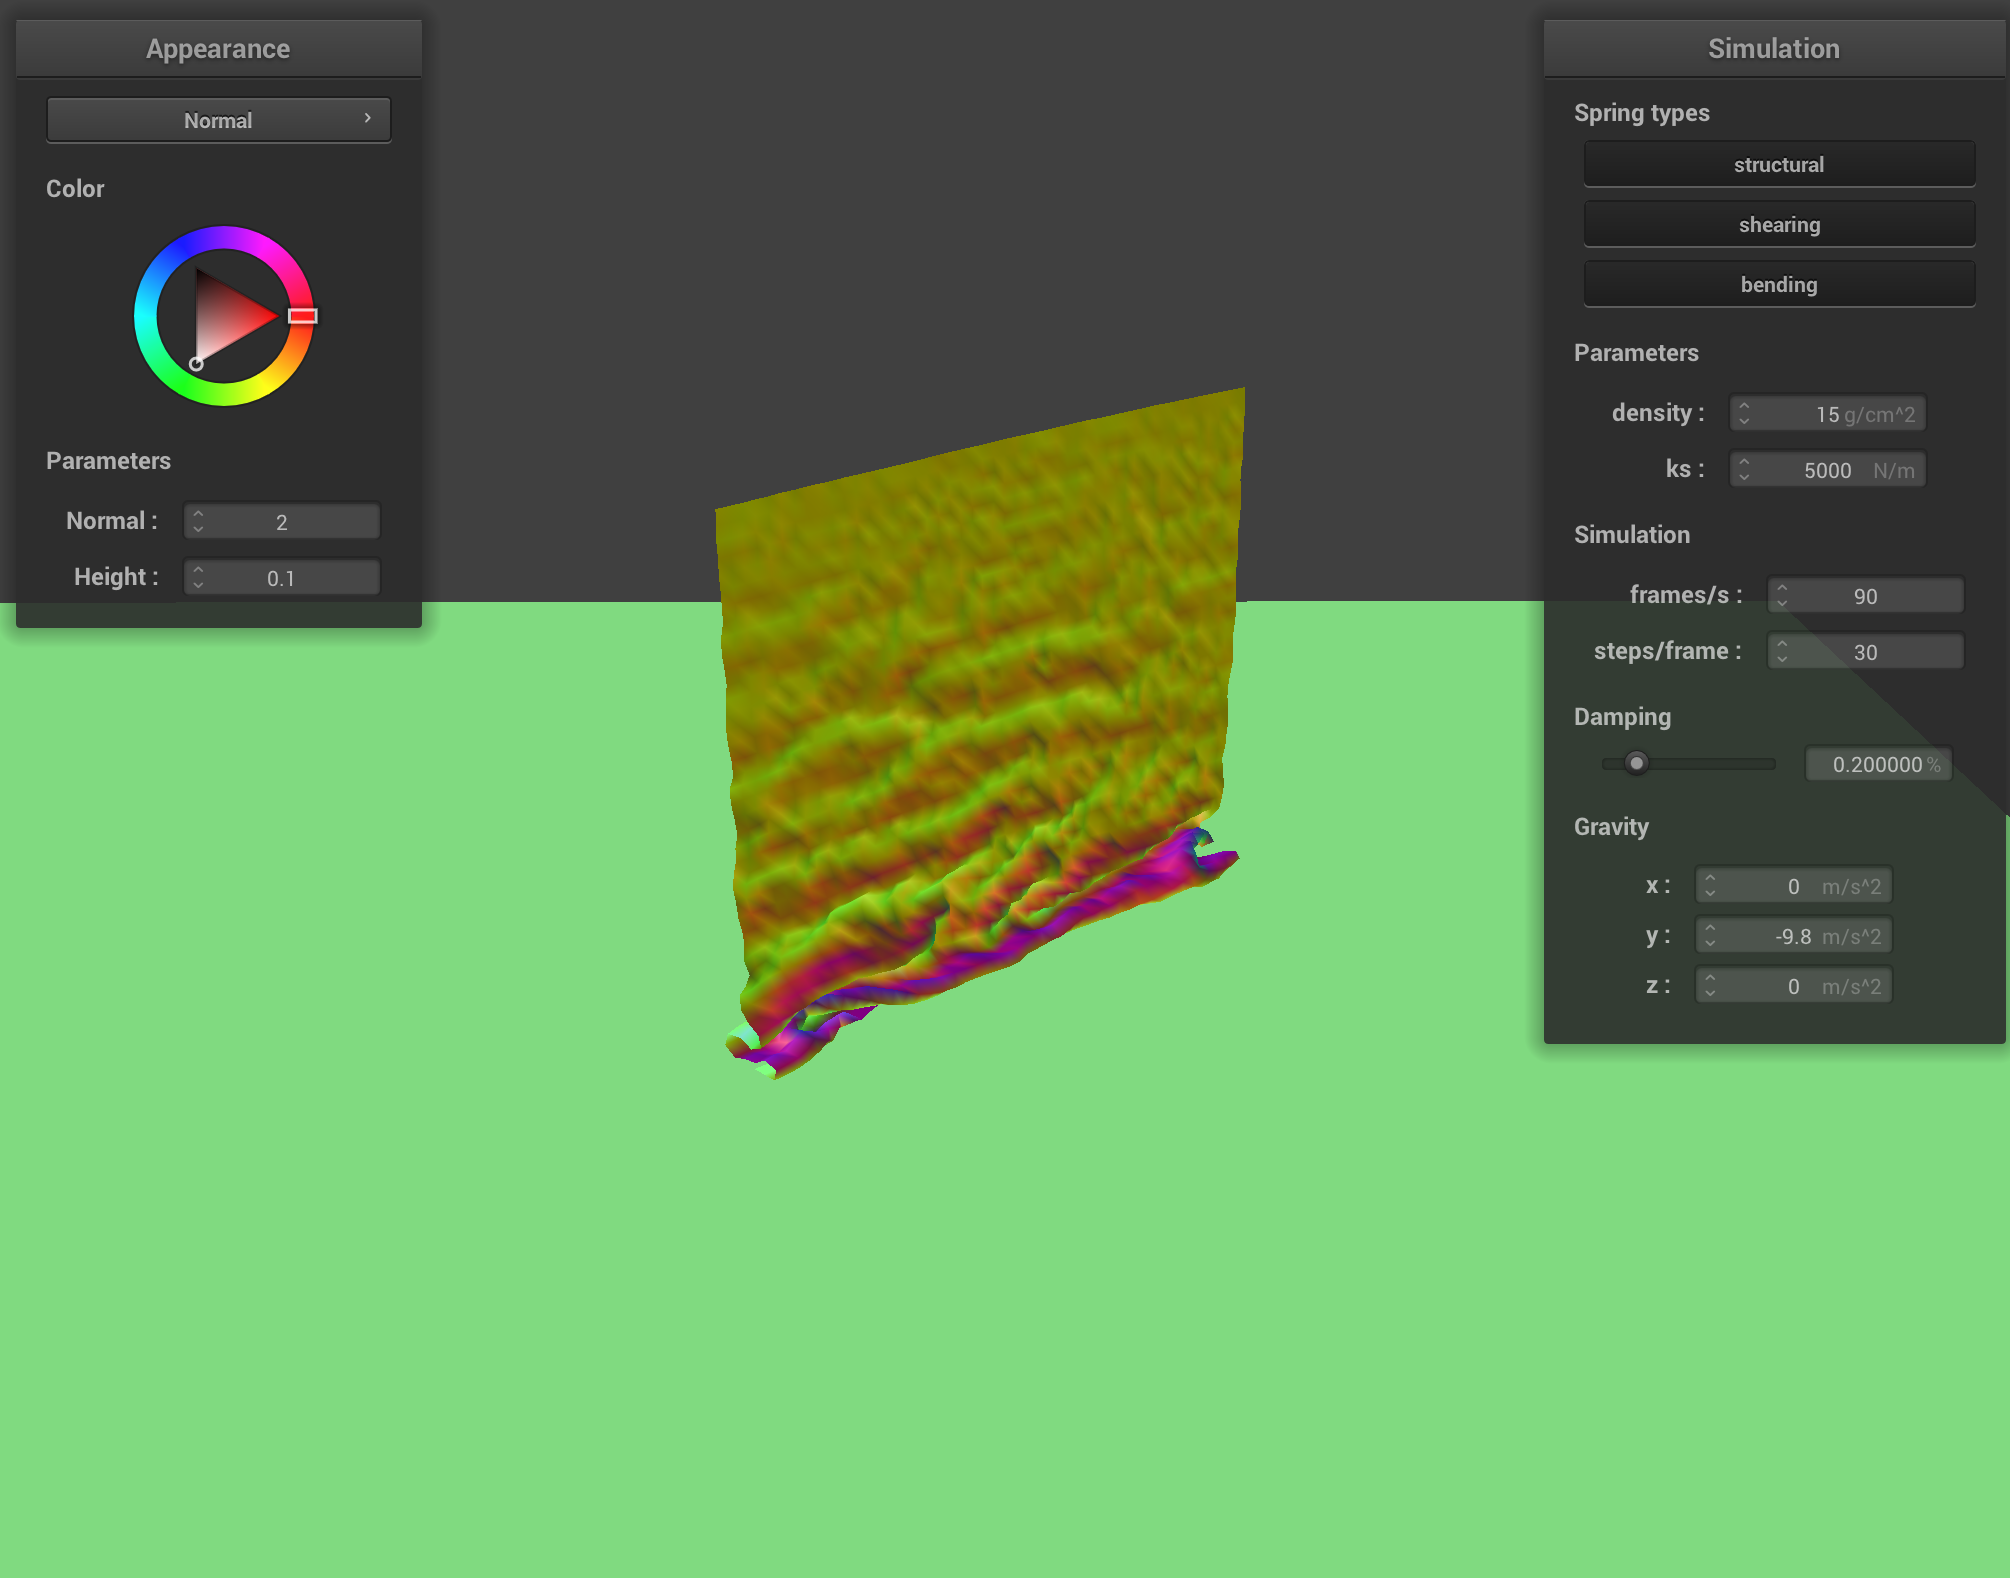 Appearance
Normal
Color
Parameters
Normal : 2
Height : 0.1
Simulation
Spring types
structural
shearing
bending
Parameters
density : 15 g/cm^2
ks : 5000 N/m
Simulation
frames/s : 90
steps/frame : 30
Damping
0.200000 %
Gravity
x : 0 m/s^2
y : -9.8 m/s^2
z : 0 m/s^2